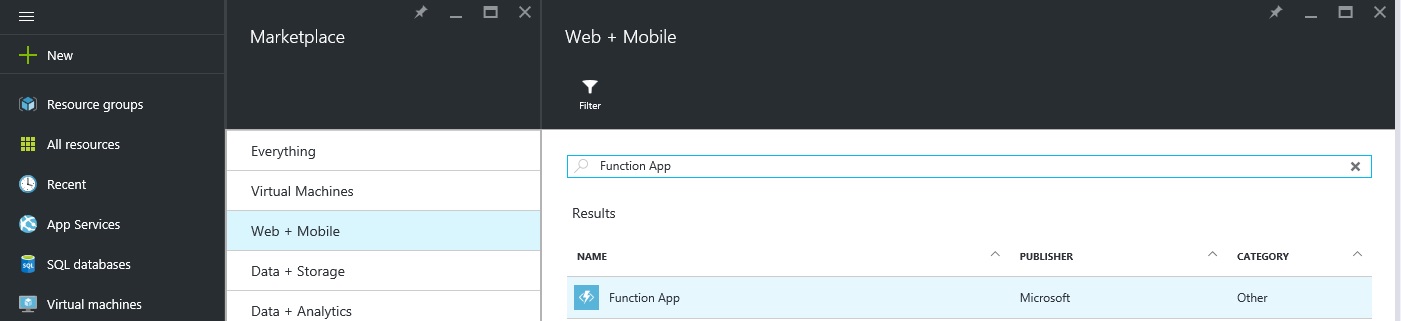 New
Resource groups
All resources
Recent
App Services
SQL databases
Virtual machines
Marketplace
Everything
Virtual Machines
Web + Mobile
Data + Storage
Data + Analytics
Web + Mobile
Filter
Function App
Results
NAME PUBLISHER CATEGORY
Function App Microsoft Other